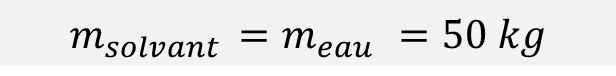 m_solvant = m_eau = 50 kg